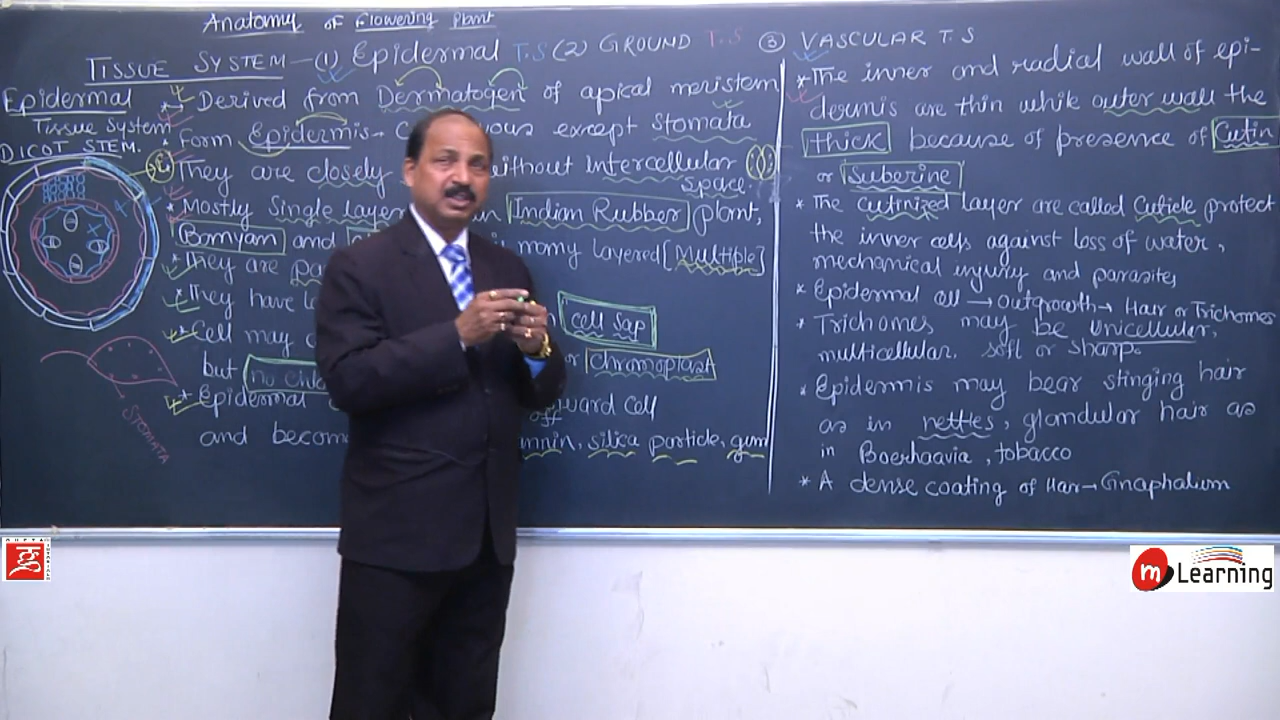 Anatomy of Flowering Plant
TISSUE SYSTEM - (1) Epidermal T.S (2) GROUND T.S (3) VASCULAR T.S
Epidermal
Tissue System
DICOT STEM.
STOMATA
* Derived from Dermatogen of apical meristem
* Form Epidermis - except Stomata
* They are closely without Intercellular
space.
* Mostly Single layer Indian Rubber plant,
Banyan and many layered [Multiple]
* They are
* They have cell Sap
* Cell may
but no or Chromoplast
* Epidermal cell
off
and silica particle, gum
* The inner and radial wall of epi-
dermis are thin while outer wall the
thick because of presence of Cutin
or Suberine
* The cutinized layer are called Cuticle protect
the inner cells against loss of water,
mechanical injury and parasites
* Epidermal cell → outgrowth → Hair or Trichomes
* Trichomes may be Unicellular,
multicellular. soft or sharp.
* Epidermis may bear stinging hair
as in nettles, glandular hair as
in Boerhaavia, tobacco
* A dense coating of Hair → Gnaphalium
m Learning